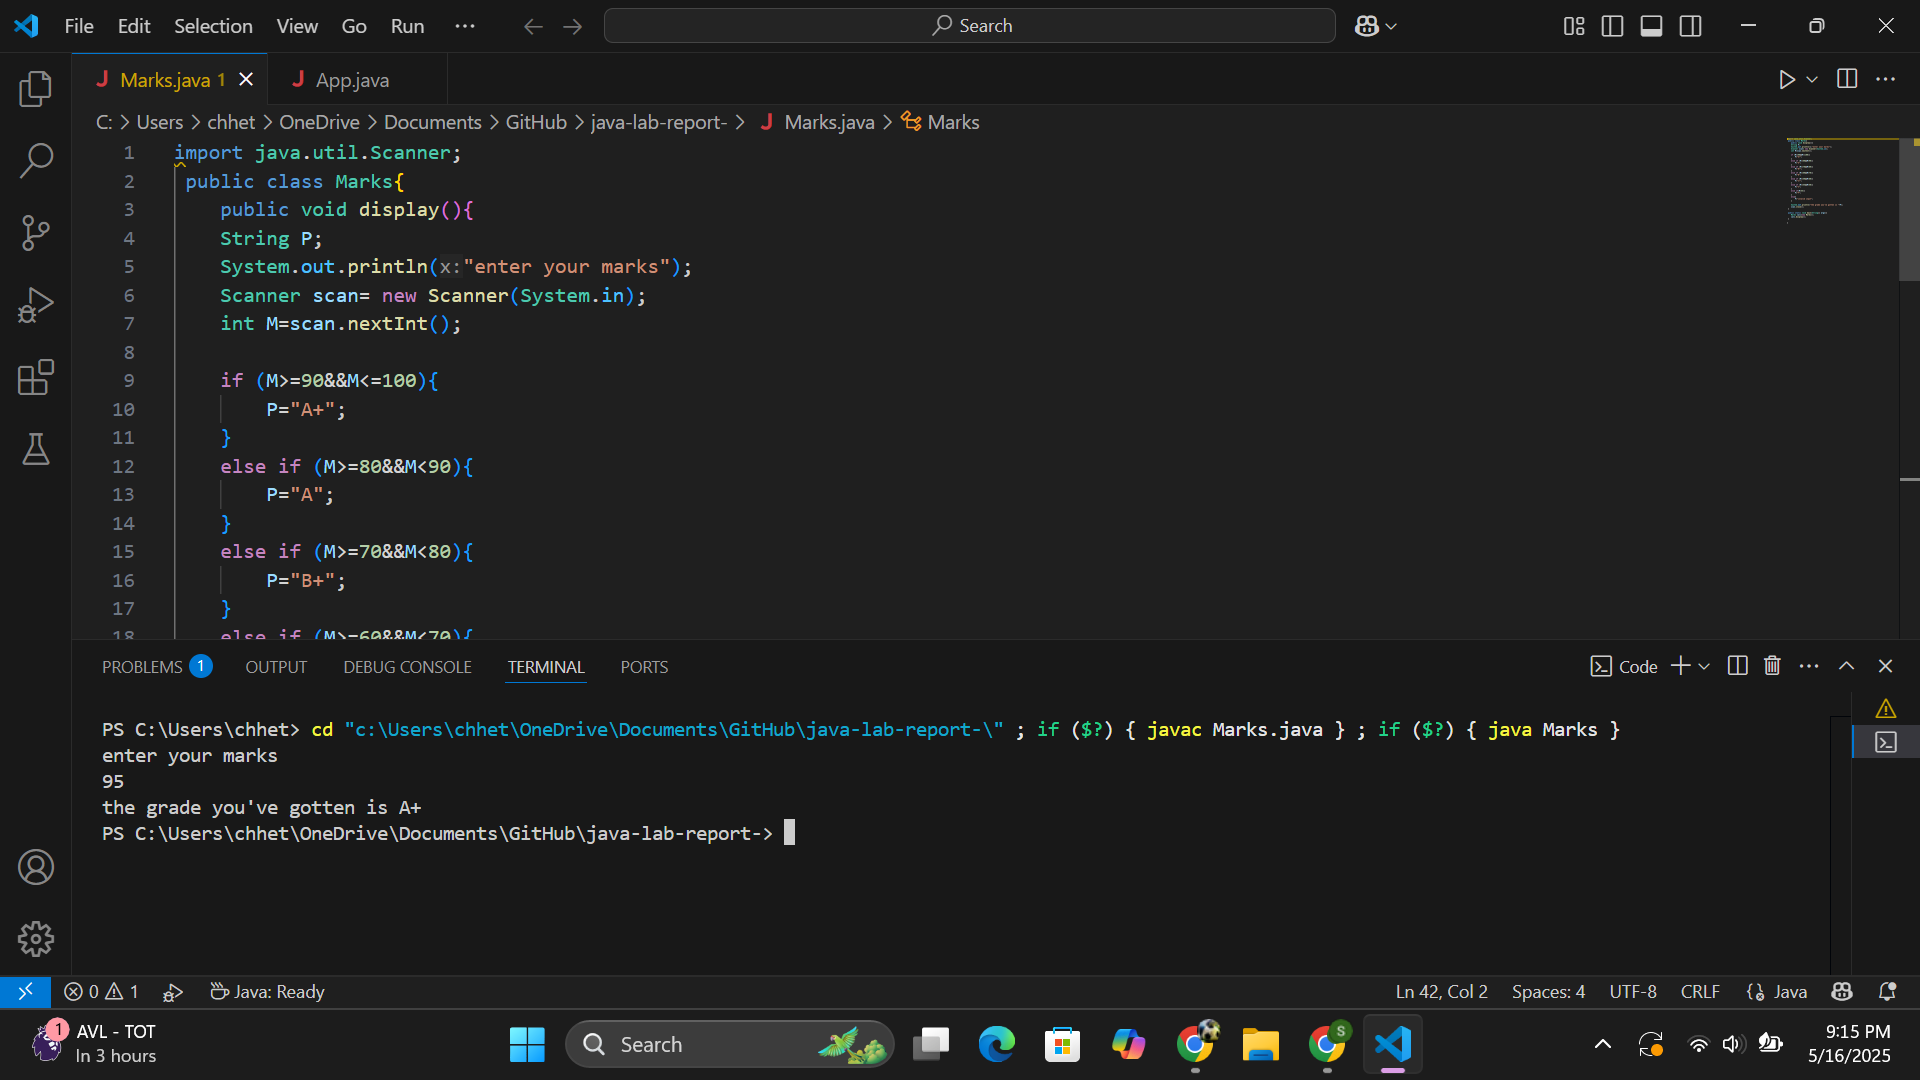 File Edit Selection View Go Run ··· Search
Marks.java 1 App.java
C: > Users > chhet > OneDrive > Documents > GitHub > java-lab-report- > Marks.java > Marks
1 import java.util.Scanner;
2 public class Marks{
3 public void display(){
4 String P;
5 System.out.println(x:"enter your marks");
6 Scanner scan= new Scanner(System.in);
7 int M=scan.nextInt();
8
9 if (M>=90&&M<=100){
10 P="A+";
11 }
12 else if (M>=80&&M<90){
13 P="A";
14 }
15 else if (M>=70&&M<80){
16 P="B+";
17 }
18 else if (M>=60&&M<70){
PROBLEMS 1 OUTPUT DEBUG CONSOLE TERMINAL PORTS Code
PS C:\Users\chhet> cd "c:\Users\chhet\OneDrive\Documents\GitHub\java-lab-report-\" ; if ($?) { javac Marks.java } ; if ($?) { java Marks }
enter your marks
95
the grade you've gotten is A+
PS C:\Users\chhet\OneDrive\Documents\GitHub\java-lab-report->
0 1 Java: Ready Ln 42, Col 2 Spaces: 4 UTF-8 CRLF Java
1 AVL - TOT
In 3 hours
Search
S
9:15 PM
5/16/2025